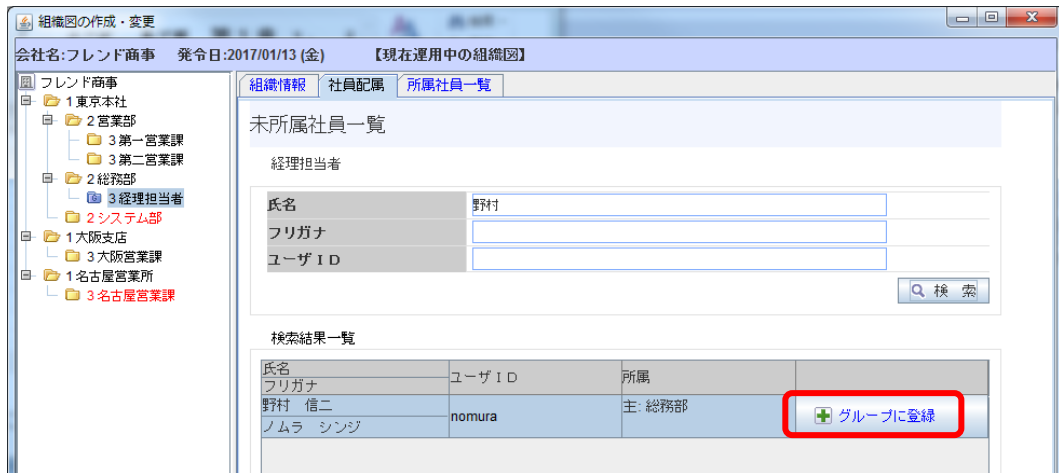 組織図の作成・変更
会社名:フレンド商事 発令日:2017/01/13 (金) 【現在運用中の組織図】
フレンド商事
1 東京本社
2 営業部
3 第一営業課
3 第二営業課
2 総務部
3 経理担当者
2 システム部
1 大阪支店
3 大阪営業課
1 名古屋営業所
3 名古屋営業課
組織情報 社員配属 所属社員一覧
未所属社員一覧
経理担当者
氏名 野村
フリガナ
ユーザＩＤ
検 索
検索結果一覧
氏名 ユーザＩＤ 所属
フリガナ
野村 信二 nomura 主: 総務部 グループに登録
ノムラ シンジ